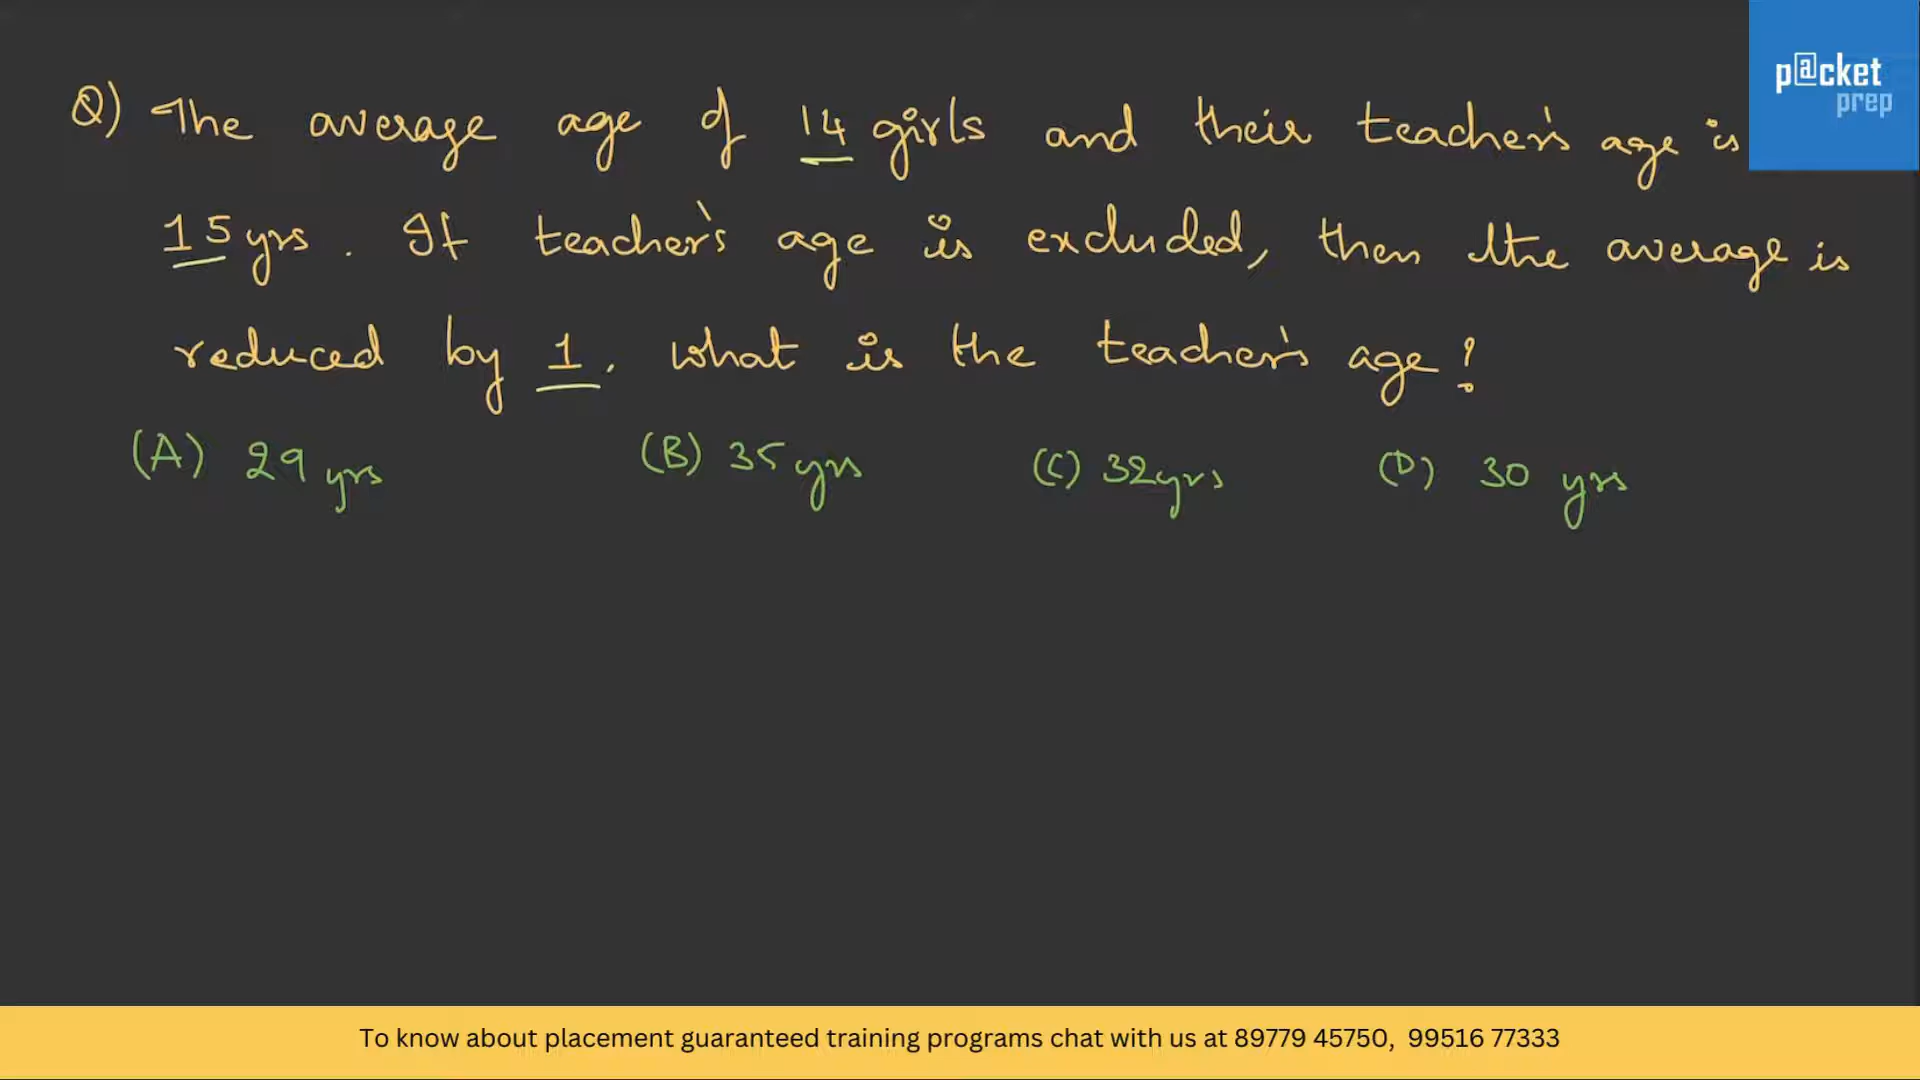 p@cket
prep
Q) The average age of 14 girls and their teacher's age is
15 yrs. If teacher's age is excluded, then the average is
reduced by 1. what is the teacher's age?
(A) 29 yrs (B) 35 yrs (C) 32yrs (D) 30 yrs
To know about placement guaranteed training programs chat with us at 89779 45750, 99516 77333